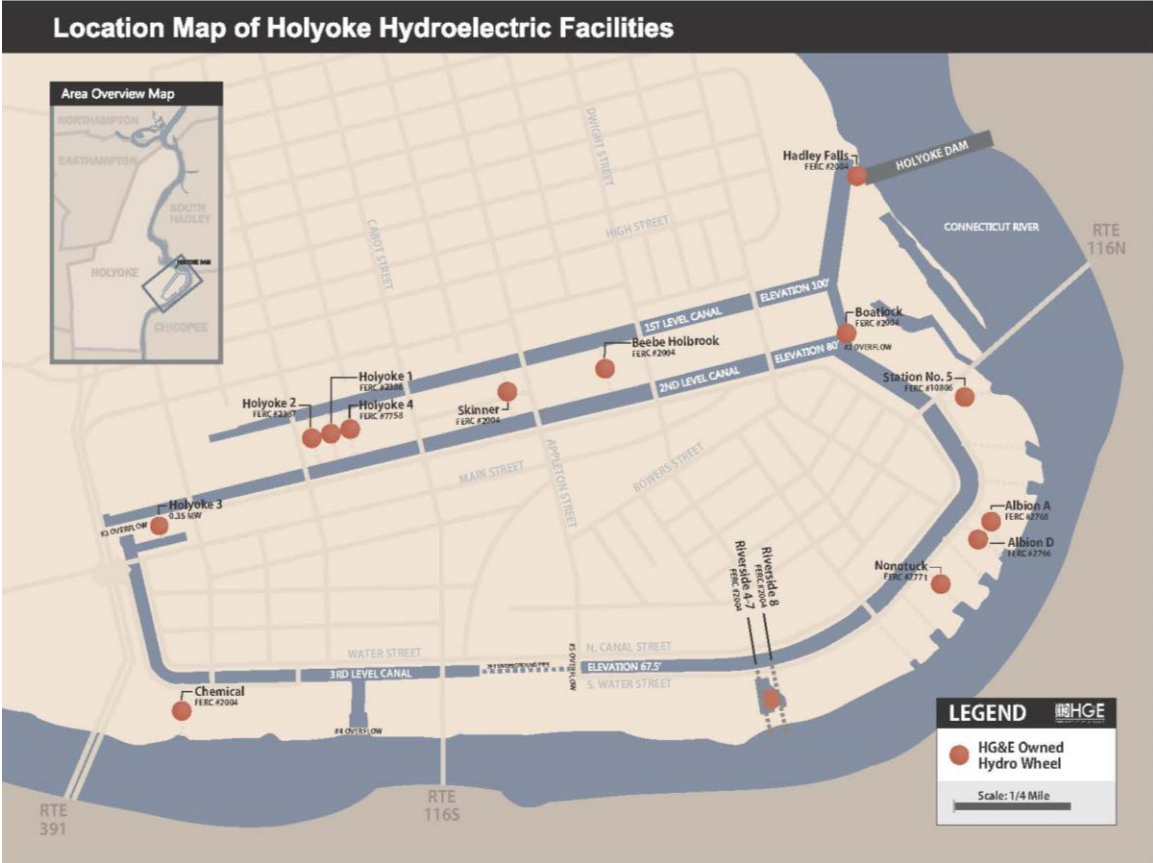 Location Map of Holyoke Hydroelectric Facilities
Area Overview Map
NORTHAMPTON
EASTHAMPTON
SOUTH
HADLEY
HOLYOKE DAM
HOLYOKE
CHICOPEE
DWIGHT STREET
CABOT STREET
HIGH STREET
Hadley Falls
FERC #2004
HOLYOKE DAM
CONNECTICUT RIVER
RTE
116N
ELEVATION 100'
1ST LEVEL CANAL
Boatlock
FERC #2004
#2 OVERFLOW
ELEVATION 80'
2ND LEVEL CANAL
Beebe Holbrook
FERC #2004
Station No. 5
FERC #10806
Holyoke 1
FERC #2386
Holyoke 2
FERC #2387
Holyoke 4
FERC #7758
Skinner
FERC #2004
MAIN STREET
APPLETON STREET
BOWERS STREET
Holyoke 3
0.35 MW
#3 OVERFLOW
Albion A
FERC #2768
Albion D
FERC #2766
Nonotuck
FERC #2771
Riverside 8
FERC #2004
Riverside 4-7
FERC #2004
WATER STREET
N. CANAL STREET
3RD LEVEL CANAL
#5 OVERFLOW
ELEVATION 67.5'
S. WATER STREET
Chemical
FERC #2004
#4 OVERFLOW
RTE
391
RTE
116S
LEGEND
HGE
HG&E Owned
Hydro Wheel
Scale: 1/4 Mile